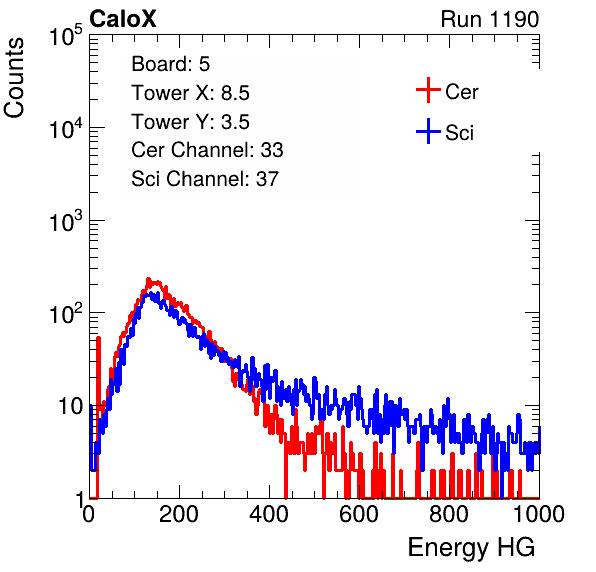 CaloX Run 1190
Counts
10^5
10^4
10^3
10^2
10
1
Board: 5
Tower X: 8.5
Tower Y: 3.5
Cer Channel: 33
Sci Channel: 37
Cer
Sci
0 200 400 600 800 1000
Energy HG